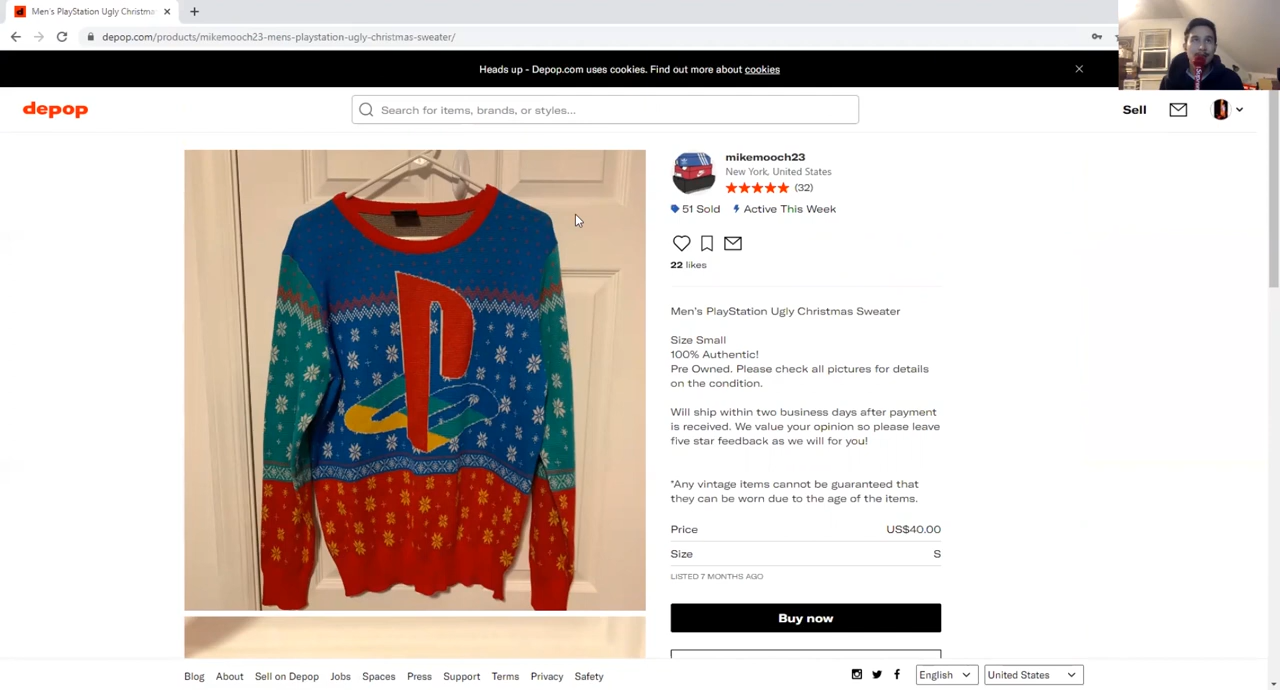 Men's PlayStation Ugly Christma
depop.com/products/mikemooch23-mens-playstation-ugly-christmas-sweater/
Heads up - Depop.com uses cookies. Find out more about cookies
depop
Search for items, brands, or styles...
Sell
mikemooch23
New York, United States
(32)
51 Sold
Active This Week
22 likes
Men's PlayStation Ugly Christmas Sweater
Size Small
100% Authentic!
Pre Owned. Please check all pictures for details
on the condition.
Will ship within two business days after payment
is received. We value your opinion so please leave
five star feedback as we will for you!
*Any vintage items cannot be guaranteed that
they can be worn due to the age of the items.
Price US$40.00
Size S
LISTED 7 MONTHS AGO
Buy now
Blog About Sell on Depop Jobs Spaces Press Support Terms Privacy Safety English United States